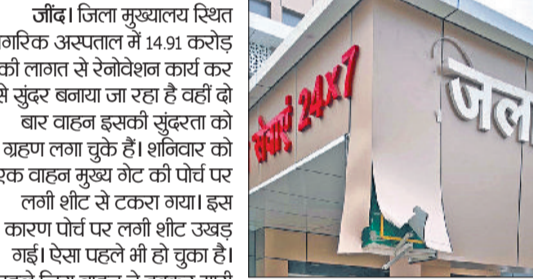 जींद। जिला मुख्यालय स्थित
अस्पताल में 14.91 करोड़
की लागत से रेनोवेशन कार्य कर
सुंदर बनाया जा रहा है वहीं दो
बार वाहन इसकी सुंदरता को
ग्रहण लगा चुके हैं। शनिवार को
एक वाहन मुख्य गेट की पोर्च पर
लगी शीट से टकरा गया। इस
कारण पोर्च पर लगी शीट उखड़
गई। ऐसा पहले भी हो चुका है।
सेवाएं 24x7